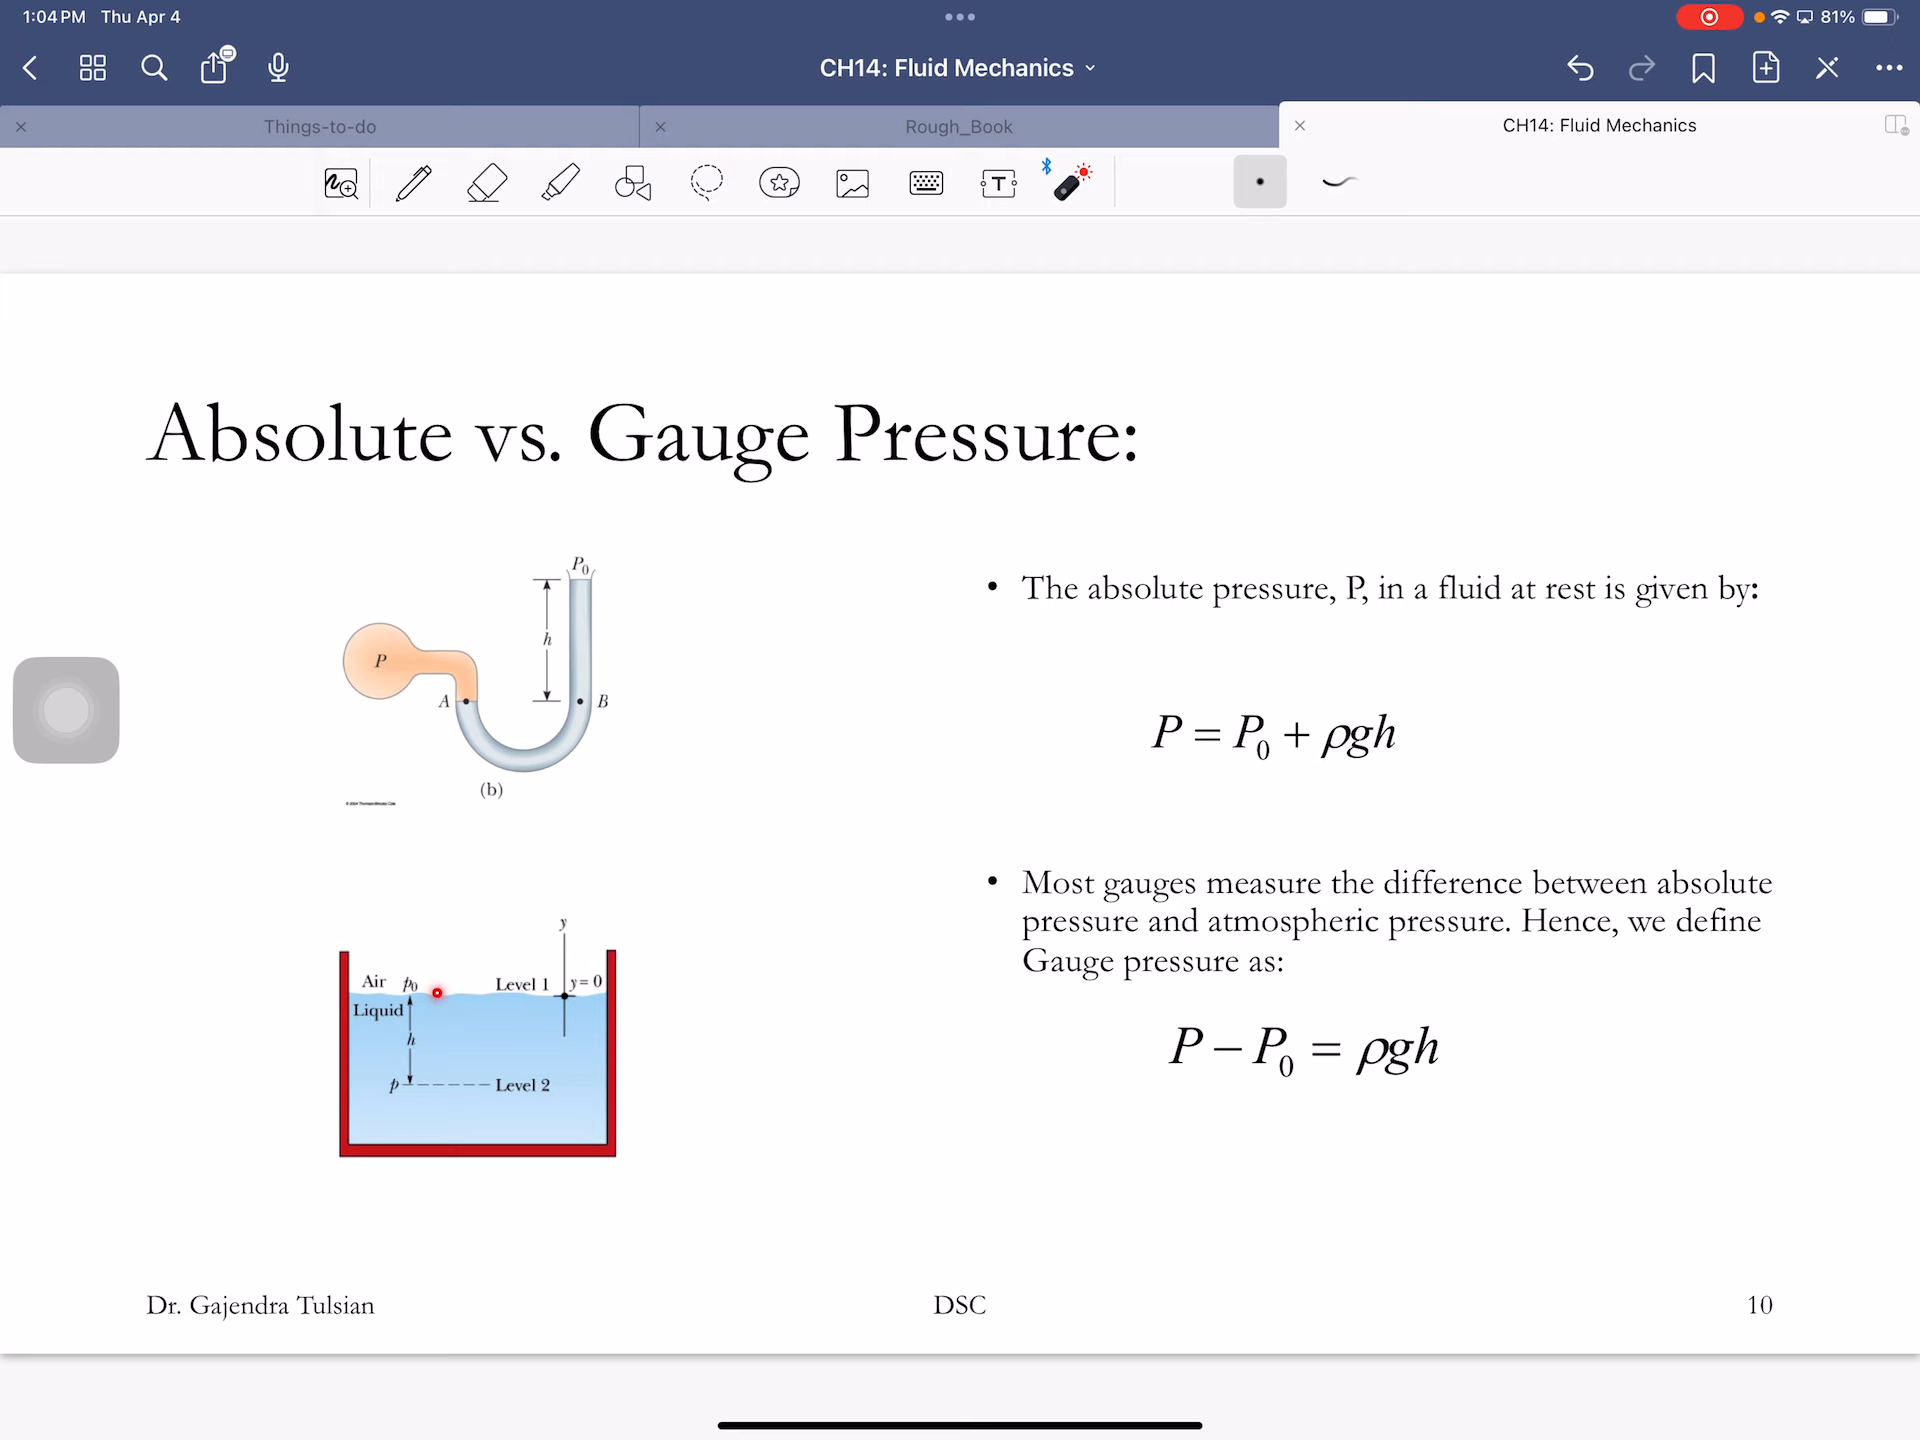 1:04 PM Thu Apr 4
81%
CH14: Fluid Mechanics
Things-to-do
Rough_Book
CH14: Fluid Mechanics
T
Absolute vs. Gauge Pressure:
P₀
h
P
A
B
(b)
• The absolute pressure, P, in a fluid at rest is given by:
P = P₀ + ρgh
• Most gauges measure the difference between absolute
pressure and atmospheric pressure. Hence, we define
Gauge pressure as:
P − P₀ = ρgh
y
Air p₀ Level 1 y = 0
Liquid
h
p Level 2
Dr. Gajendra Tulsian
DSC
10